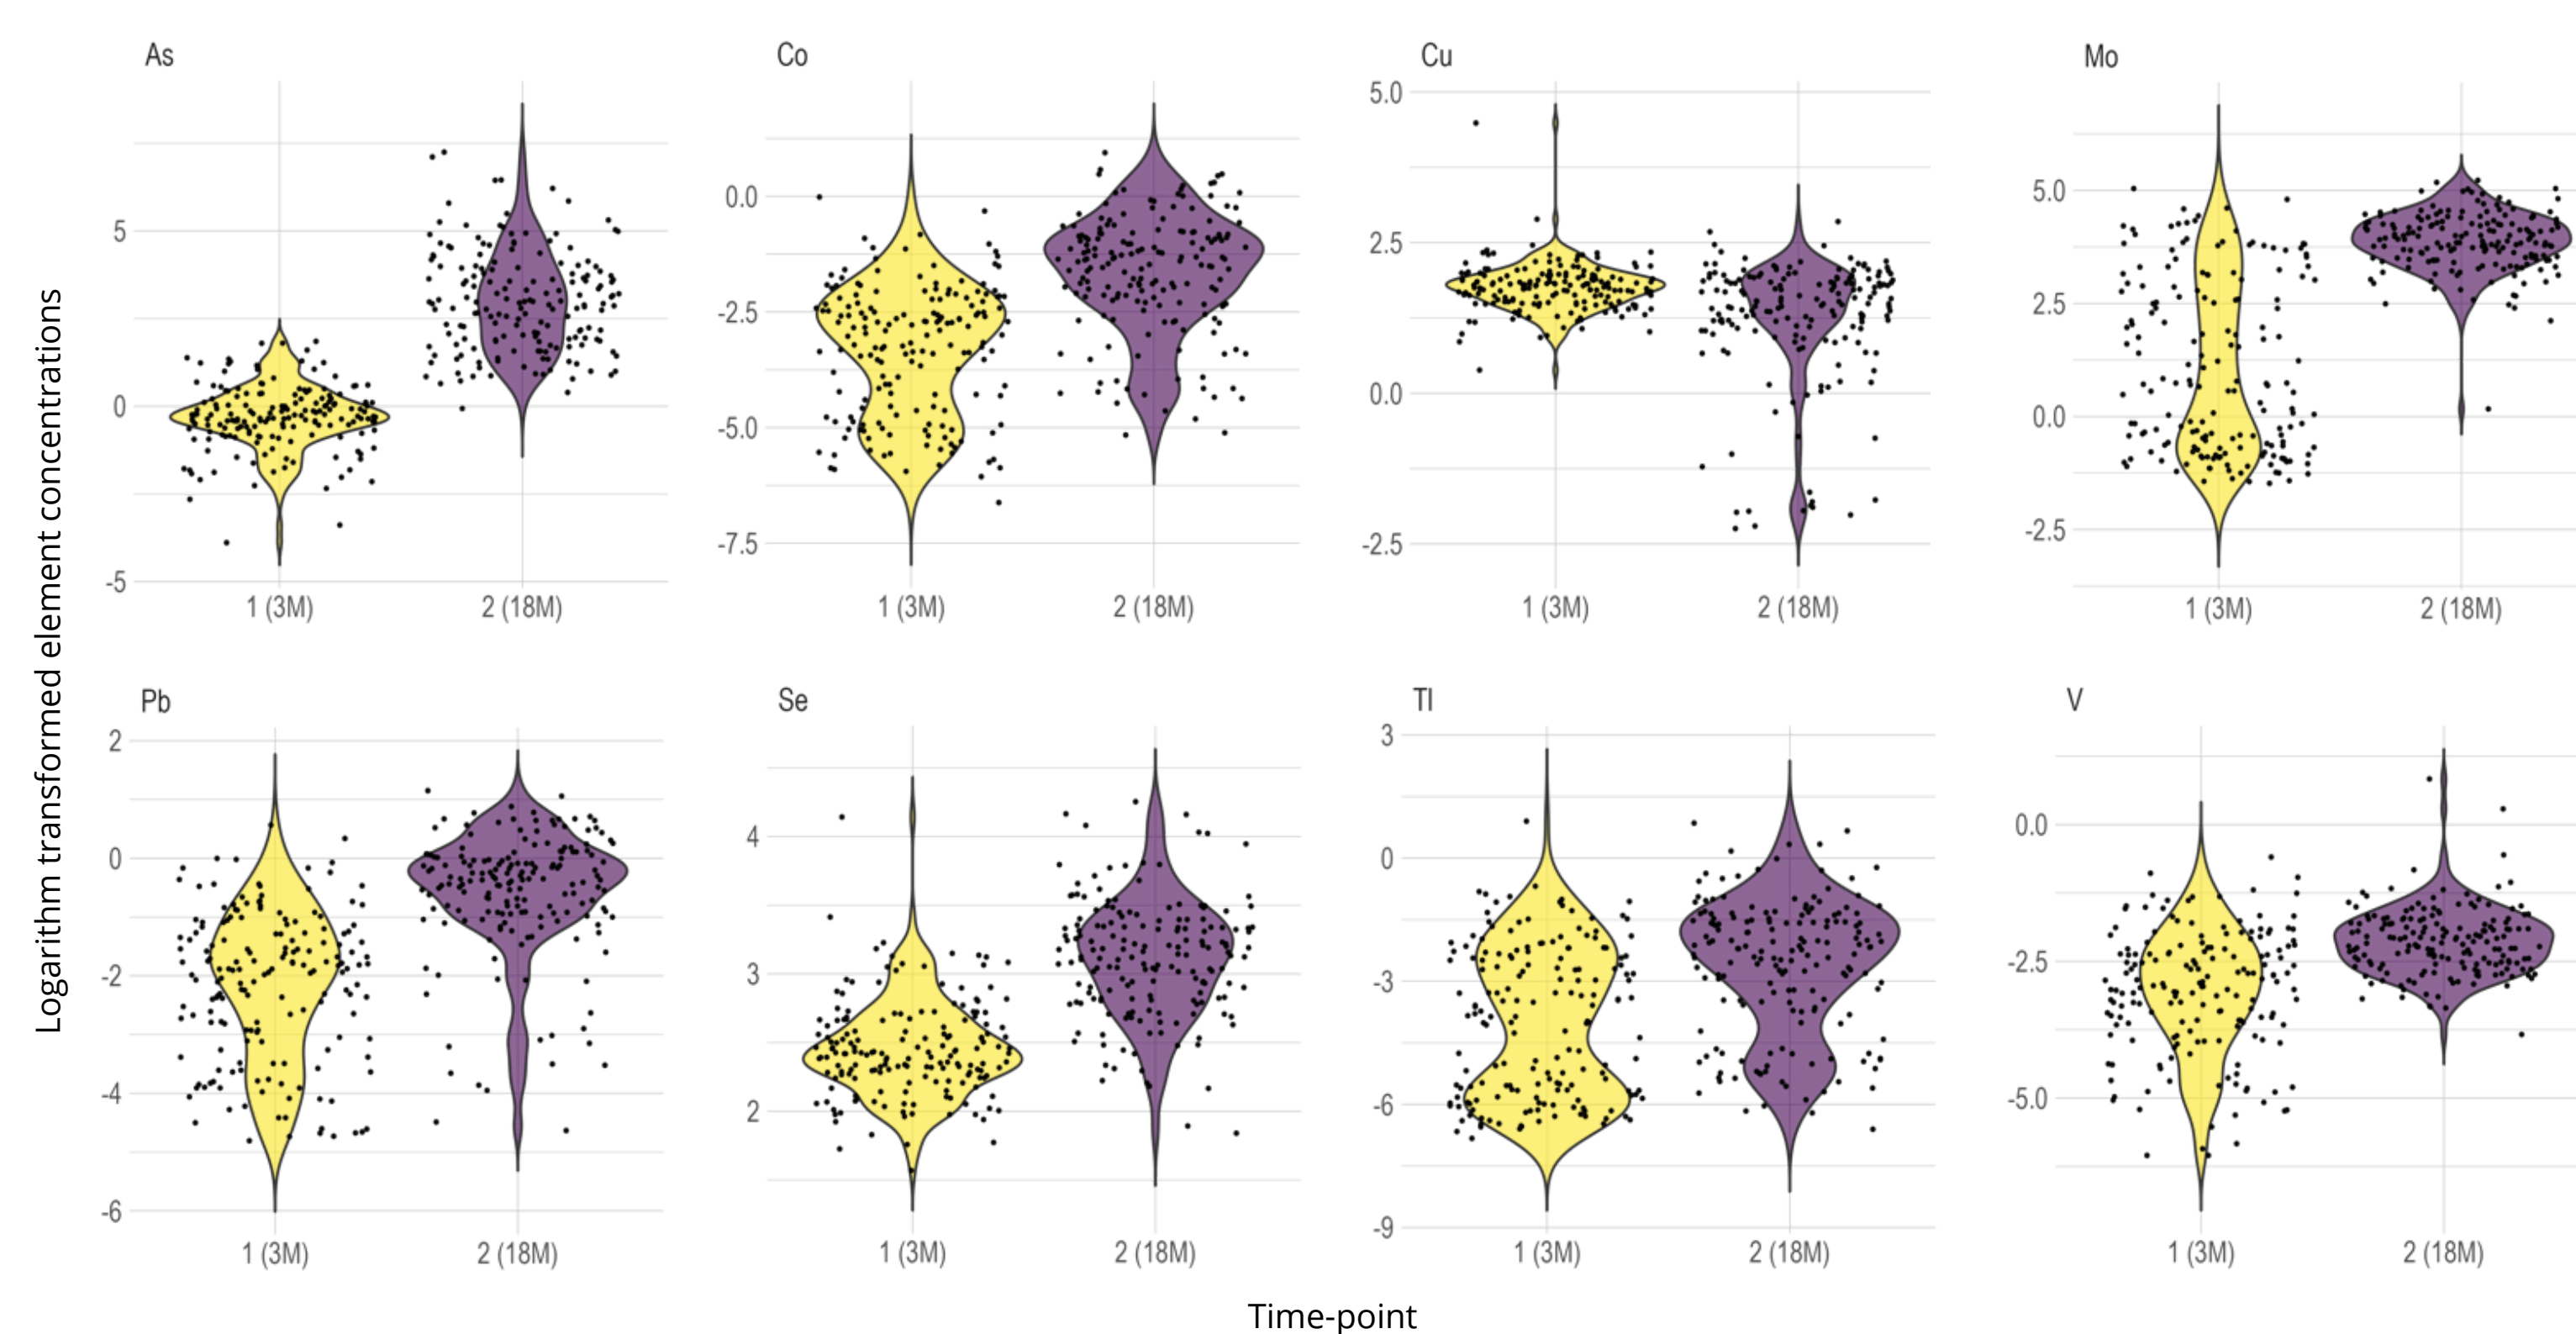 As
Co
Cu
Mo
5
0
-5
1 (3M)
2 (18M)
0.0
-2.5
-5.0
-7.5
1 (3M)
2 (18M)
5.0
2.5
0.0
-2.5
1 (3M)
2 (18M)
5.0
2.5
0.0
-2.5
1 (3M)
2 (18M)
Logarithm transformed element concentrations
Pb
Se
Tl
V
2
0
-2
-4
-6
1 (3M)
2 (18M)
4
3
2
1 (3M)
2 (18M)
3
0
-3
-6
-9
1 (3M)
2 (18M)
0.0
-2.5
-5.0
1 (3M)
2 (18M)
Time-point